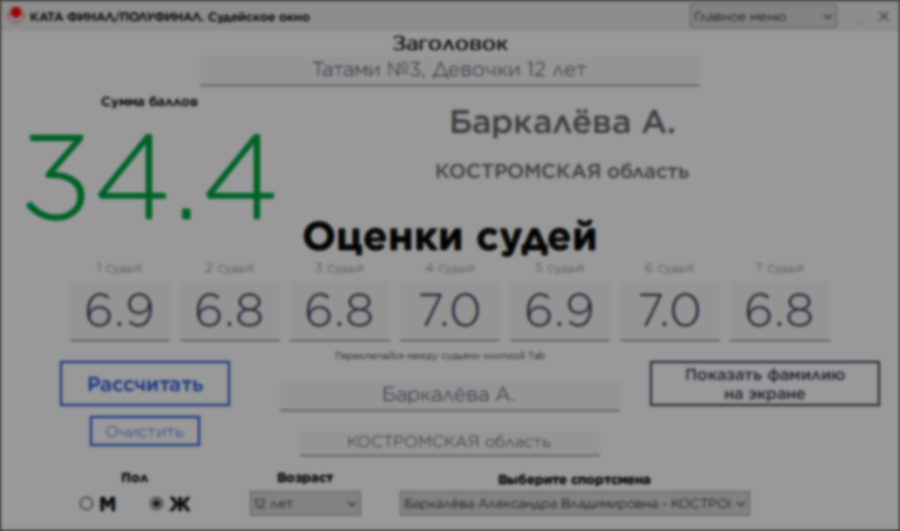 КАТА ФИНАЛ/ПОЛУФИНАЛ. Судейское окно
Главное меню
Заголовок
Татами №3, Девочки 12 лет
Сумма баллов
34.4
Баркалёва А.
КОСТРОМСКАЯ область
Оценки судей
1 судья 2 судья 3 судья 4 судья 5 судья 6 судья 7 судья
6.9 6.8 6.8 7.0 6.9 7.0 6.8
Переключайся между судьями кнопкой Tab
Рассчитать
Баркалёва А.
Показать фамилию
на экране
Очистить
КОСТРОМСКАЯ область
Пол
Возраст
Выберите спортсмена
М Ж
12 лет
Баркалёва Александра Владимировна - КОСТРОМ